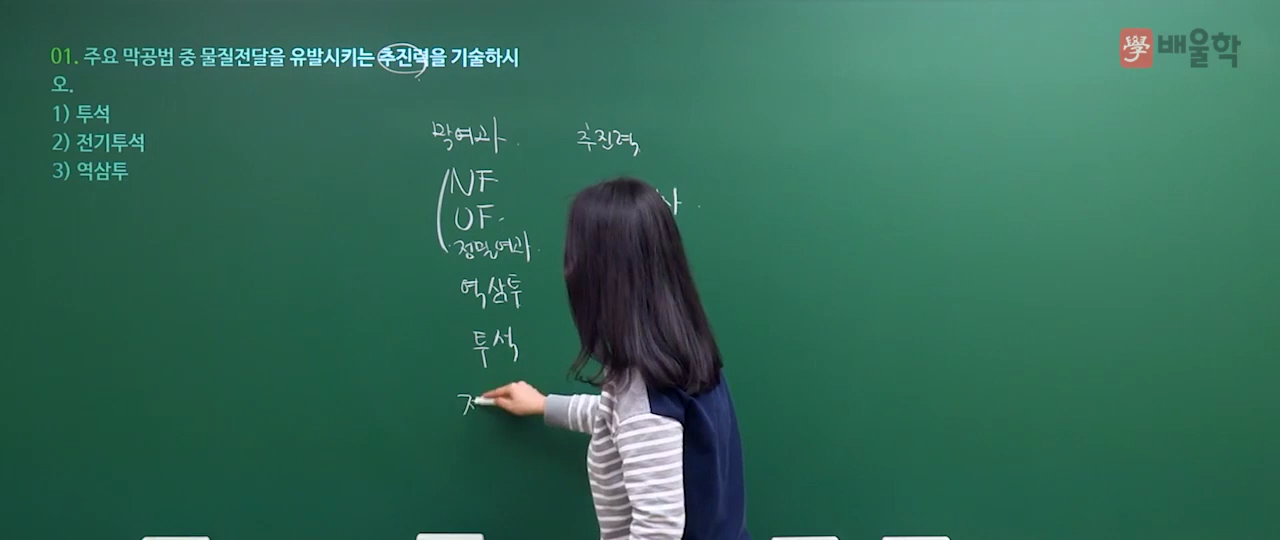 01. 주요 막공법 중 물질전달을 유발시키는 추진력을 기술하시
오.
1) 투석
2) 전기투석
3) 역삼투
學 배울학
막여과 추진력
NF
UF
정밀여과
역삼투
투석